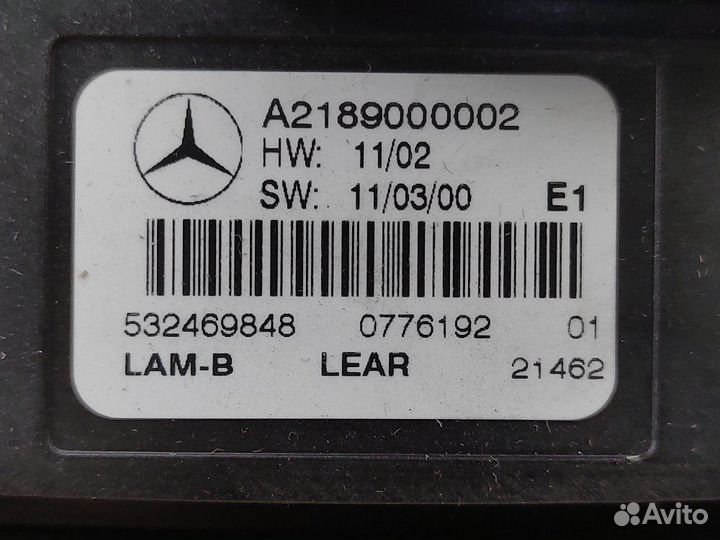 A2189000002
HW: 11/02
SW: 11/03/00 E1
532469848 0776192 01
LAM-B LEAR 21462
Avito